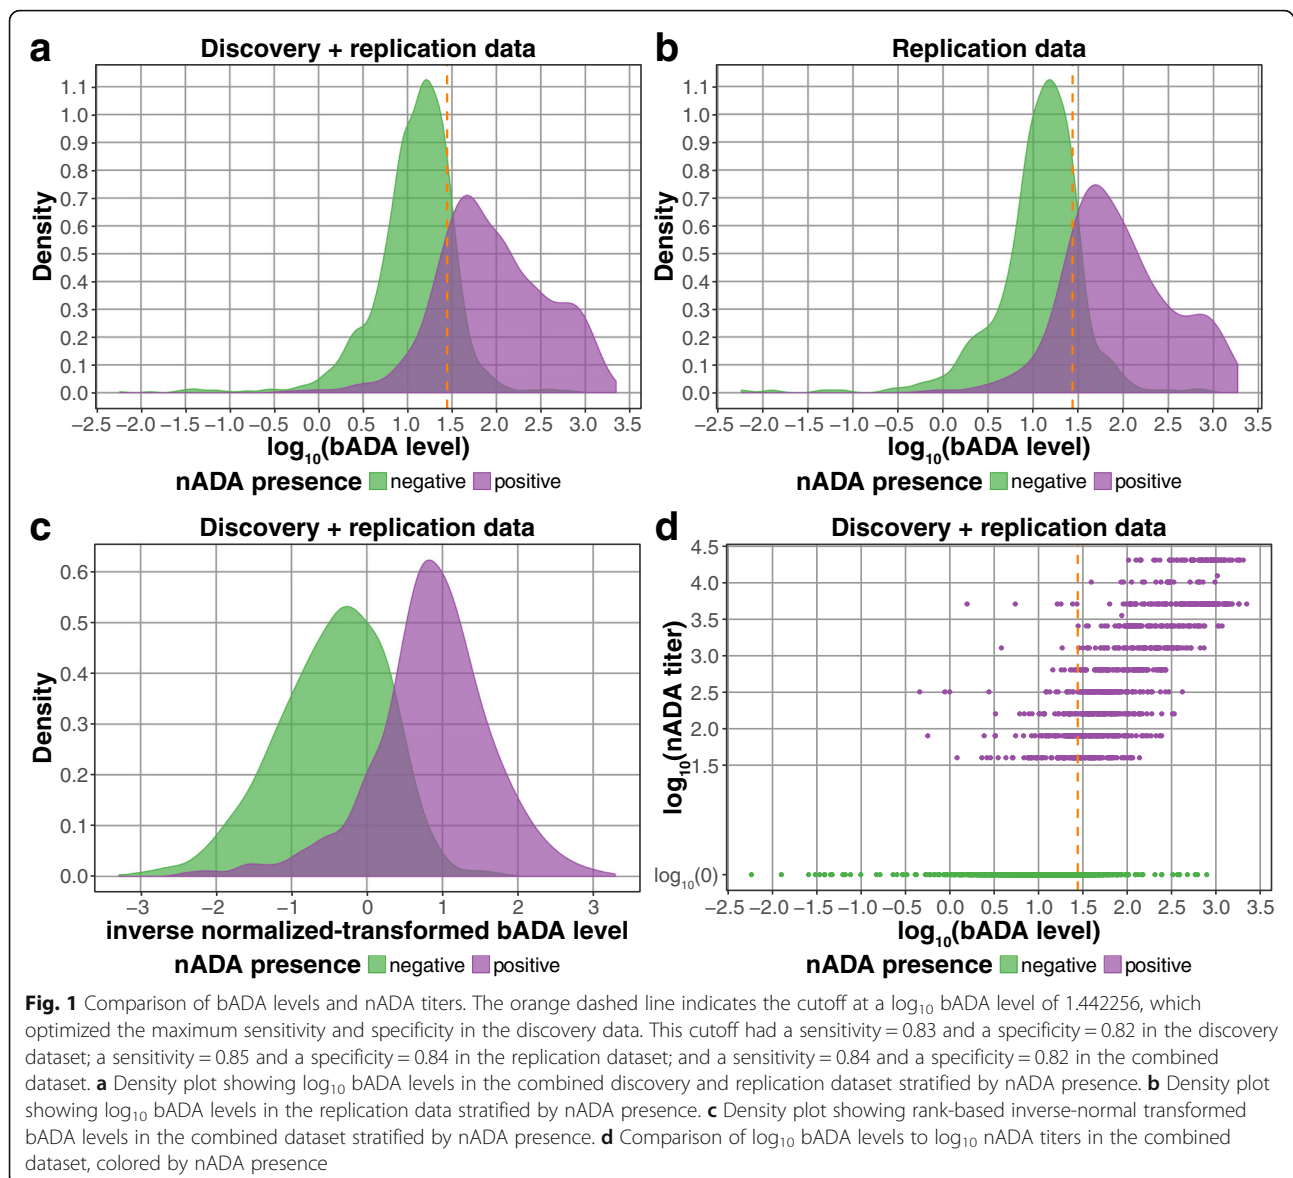 a
Discovery + replication data
1.1
1.0
0.9
0.8
0.7
0.6
0.5
0.4
0.3
0.2
0.1
0.0
Density
−2.5 −2.0 −1.5 −1.0 −0.5 0.0 0.5 1.0 1.5 2.0 2.5 3.0 3.5
log10(bADA level)
nADA presence negative positive
b
Replication data
1.1
1.0
0.9
0.8
0.7
0.6
0.5
0.4
0.3
0.2
0.1
0.0
Density
−2.5 −2.0 −1.5 −1.0 −0.5 0.0 0.5 1.0 1.5 2.0 2.5 3.0 3.5
log10(bADA level)
nADA presence negative positive
c
Discovery + replication data
0.6
0.5
0.4
0.3
0.2
0.1
0.0
Density
−3 −2 −1 0 1 2 3
inverse normalized-transformed bADA level
nADA presence negative positive
d
Discovery + replication data
4.5
4.0
3.5
3.0
2.5
2.0
1.5
log10(0)
log10(nADA titer)
−2.5 −2.0 −1.5 −1.0 −0.5 0.0 0.5 1.0 1.5 2.0 2.5 3.0 3.5
log10(bADA level)
nADA presence negative positive
Fig. 1 Comparison of bADA levels and nADA titers. The orange dashed line indicates the cutoff at a log10 bADA level of 1.442256, which
optimized the maximum sensitivity and specificity in the discovery data. This cutoff had a sensitivity = 0.83 and a specificity = 0.82 in the discovery
dataset; a sensitivity = 0.85 and a specificity = 0.84 in the replication dataset; and a sensitivity = 0.84 and a specificity = 0.82 in the combined
dataset. a Density plot showing log10 bADA levels in the combined discovery and replication dataset stratified by nADA presence. b Density plot
showing log10 bADA levels in the replication data stratified by nADA presence. c Density plot showing rank-based inverse-normal transformed
bADA levels in the combined dataset stratified by nADA presence. d Comparison of log10 bADA levels to log10 nADA titers in the combined
dataset, colored by nADA presence